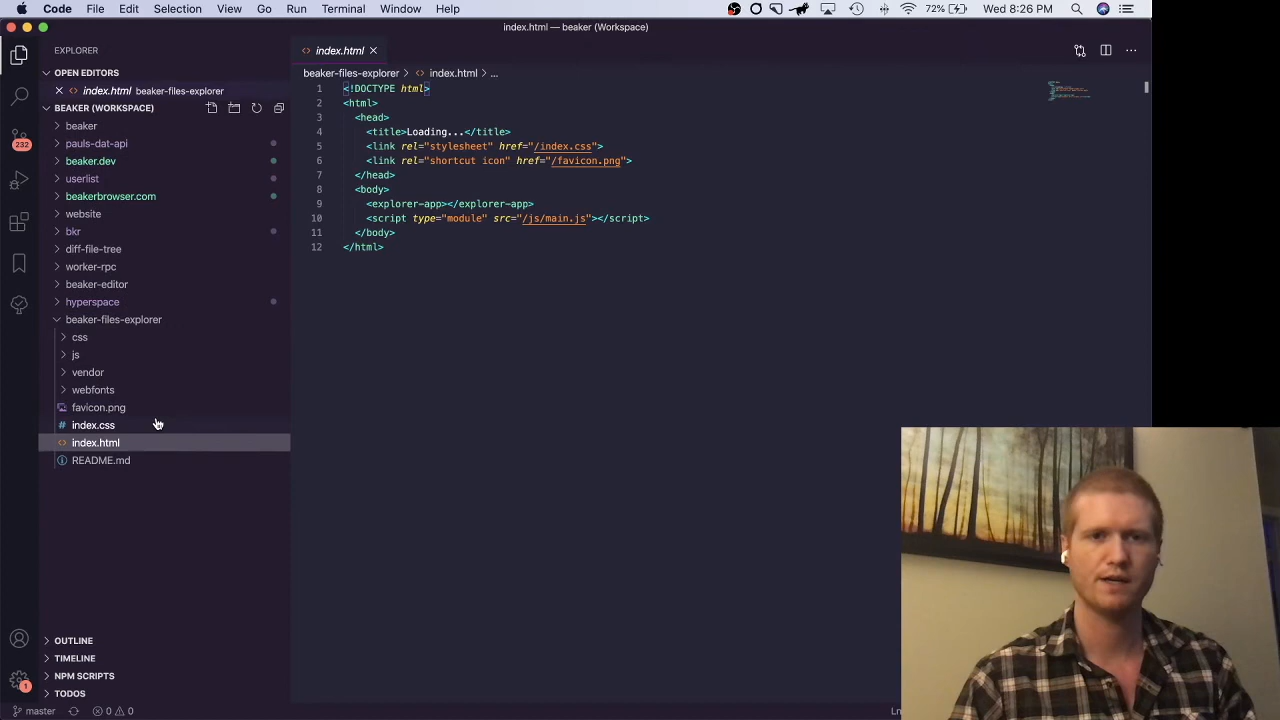 Code File Edit Selection View Go Run Terminal Window Help 72% Wed 8:26 PM
index.html — beaker (Workspace)
EXPLORER
index.html
OPEN EDITORS
index.html beaker-files-explorer
beaker-files-explorer > index.html > ...
BEAKER (WORKSPACE)
beaker
pauls-dat-api
beaker.dev
userlist
beakerbrowser.com
website
bkr
diff-file-tree
worker-rpc
beaker-editor
hyperspace
beaker-files-explorer
css
js
vendor
webfonts
favicon.png
index.css
index.html
README.md
OUTLINE
TIMELINE
NPM SCRIPTS
TODOS
232
1
master 0 0
1 <!DOCTYPE html>
2 <html>
3 <head>
4 <title>Loading...</title>
5 <link rel="stylesheet" href="/index.css">
6 <link rel="shortcut icon" href="/favicon.png">
7 </head>
8 <body>
9 <explorer-app></explorer-app>
10 <script type="module" src="/js/main.js"></script>
11 </body>
12 </html>
Ln